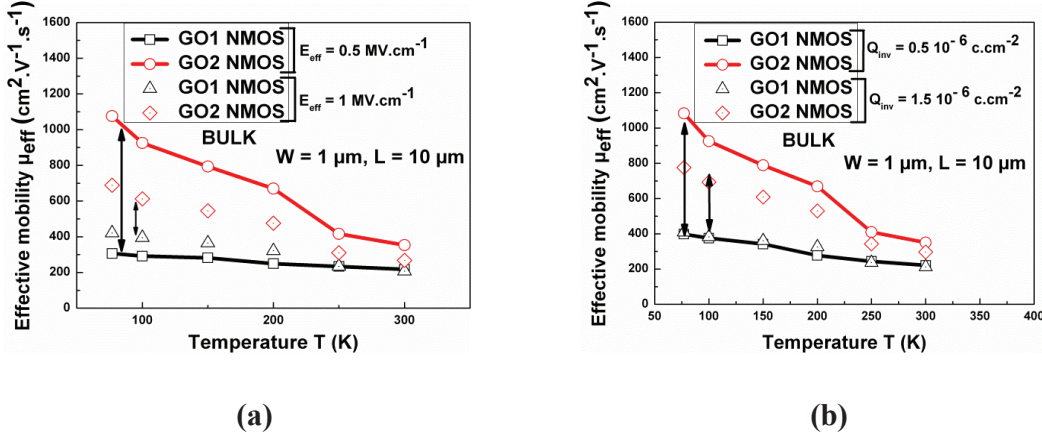 1600
1400
1200
1000
800
600
400
200
0
Effective mobility μeff (cm2.V-1.s-1)
GO1 NMOS
GO2 NMOS
Eeff = 0.5 MV.cm-1
GO1 NMOS
GO2 NMOS
Eeff = 1 MV.cm-1
BULK
W = 1 µm, L = 10 µm
100 150 200 250 300
Temperature T (K)
(a)
1600
1400
1200
1000
800
600
400
200
0
Effective mobility μeff (cm2.V-1.s-1)
GO1 NMOS
GO2 NMOS
Qinv = 0.5 10-6 c.cm-2
GO1 NMOS
GO2 NMOS
Qinv = 1.5 10-6 c.cm-2
BULK
W = 1 µm, L = 10 µm
50 100 150 200 250 300 350 400
Temperature T (K)
(b)